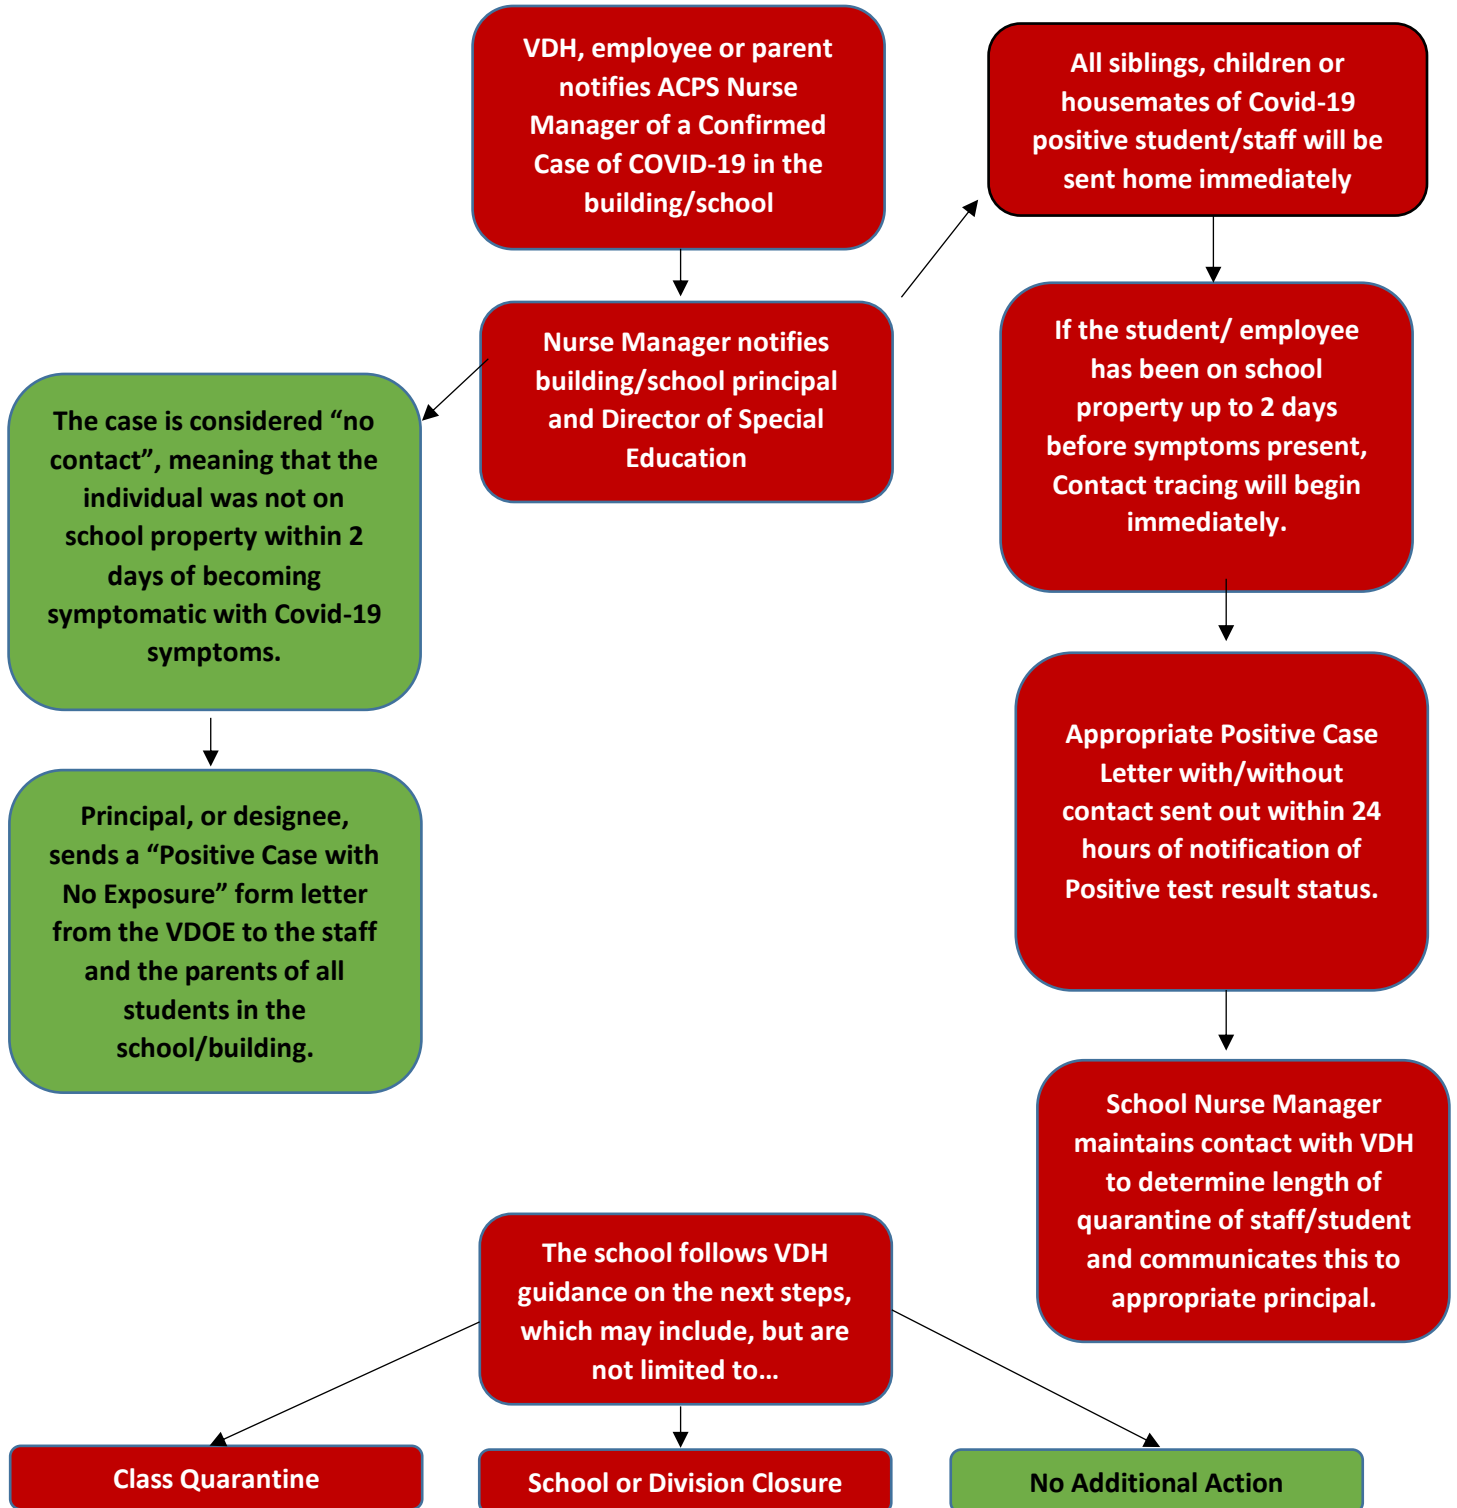 VDH, employee or parent
notifies ACPS Nurse
Manager of a Confirmed
Case of COVID-19 in the
building/school
All siblings, children or
housemates of Covid-19
positive student/staff will be
sent home immediately
Nurse Manager notifies
building/school principal
and Director of Special
Education
If the student/ employee
has been on school
property up to 2 days
before symptoms present,
Contact tracing will begin
immediately.
The case is considered “no
contact”, meaning that the
individual was not on
school property within 2
days of becoming
symptomatic with Covid-19
symptoms.
Appropriate Positive Case
Letter with/without
contact sent out within 24
hours of notification of
Positive test result status.
Principal, or designee,
sends a “Positive Case with
No Exposure” form letter
from the VDOE to the staff
and the parents of all
students in the
school/building.
School Nurse Manager
maintains contact with VDH
to determine length of
quarantine of staff/student
and communicates this to
appropriate principal.
The school follows VDH
guidance on the next steps,
which may include, but are
not limited to…
Class Quarantine
School or Division Closure
No Additional Action